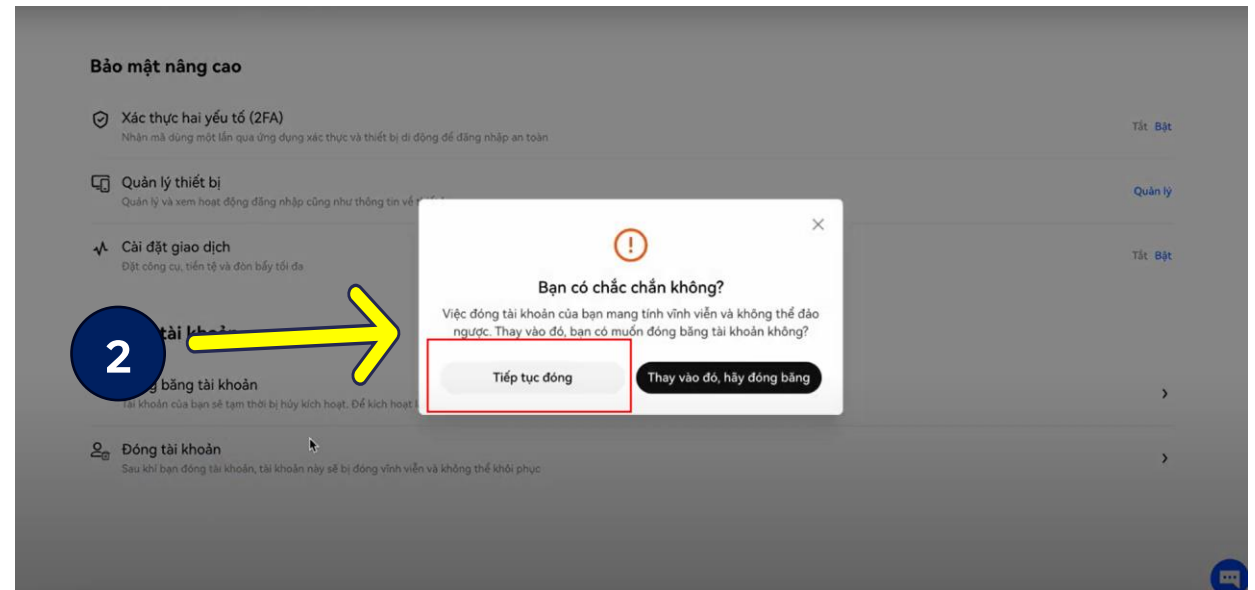 Bảo mật nâng cao
Xác thực hai yếu tố (2FA)
Nhận mã dùng một lần qua ứng dụng xác thực và thiết bị di động để đăng nhập an toàn
Tắt Bật
Quản lý thiết bị
Quản lý và xem hoạt động đăng nhập cũng như thông tin về
Quản lý
Cài đặt giao dịch
Đặt công cụ, tiền tệ và đòn bẩy tối đa
Tắt Bật
Bạn có chắc chắn không?
Việc đóng tài khoản của bạn mang tính vĩnh viễn và không thể đảo
ngược. Thay vào đó, bạn có muốn đóng băng tài khoản không?
Tiếp tục đóng
Thay vào đó, hãy đóng băng
2
tài khoản
băng tài khoản
Tài khoản của bạn sẽ tạm thời bị hủy kích hoạt. Để kích hoạt
Đóng tài khoản
Sau khi bạn đóng tài khoản, tài khoản này sẽ bị đóng vĩnh viễn và không thể khôi phục